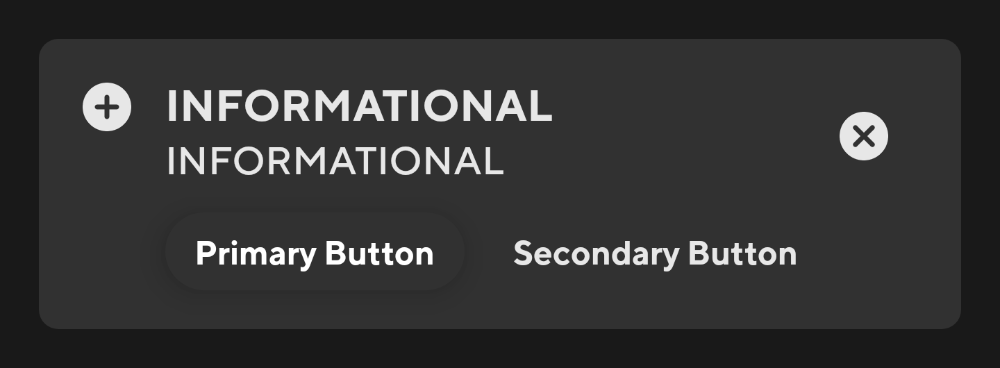 INFORMATIONAL
INFORMATIONAL
Primary Button Secondary Button